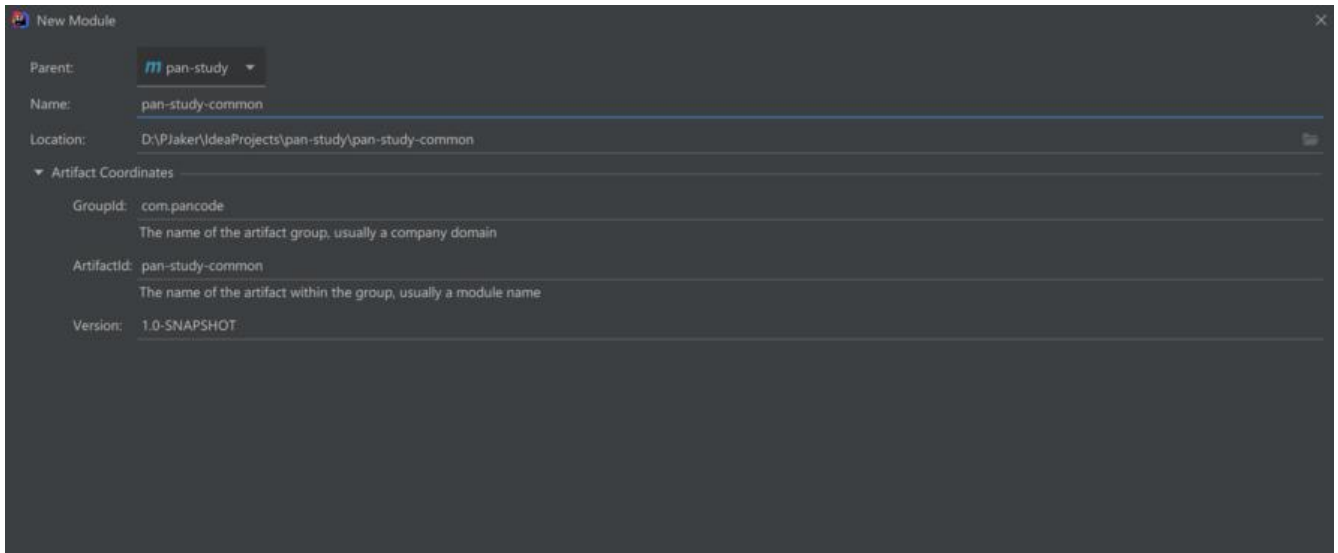 New Module
Parent: pan-study
Name: pan-study-common
Location: D:\PJaker\IdeaProjects\pan-study\pan-study-common
Artifact Coordinates
GroupId: com.pancode
The name of the artifact group, usually a company domain
ArtifactId: pan-study-common
The name of the artifact within the group, usually a module name
Version: 1.0-SNAPSHOT